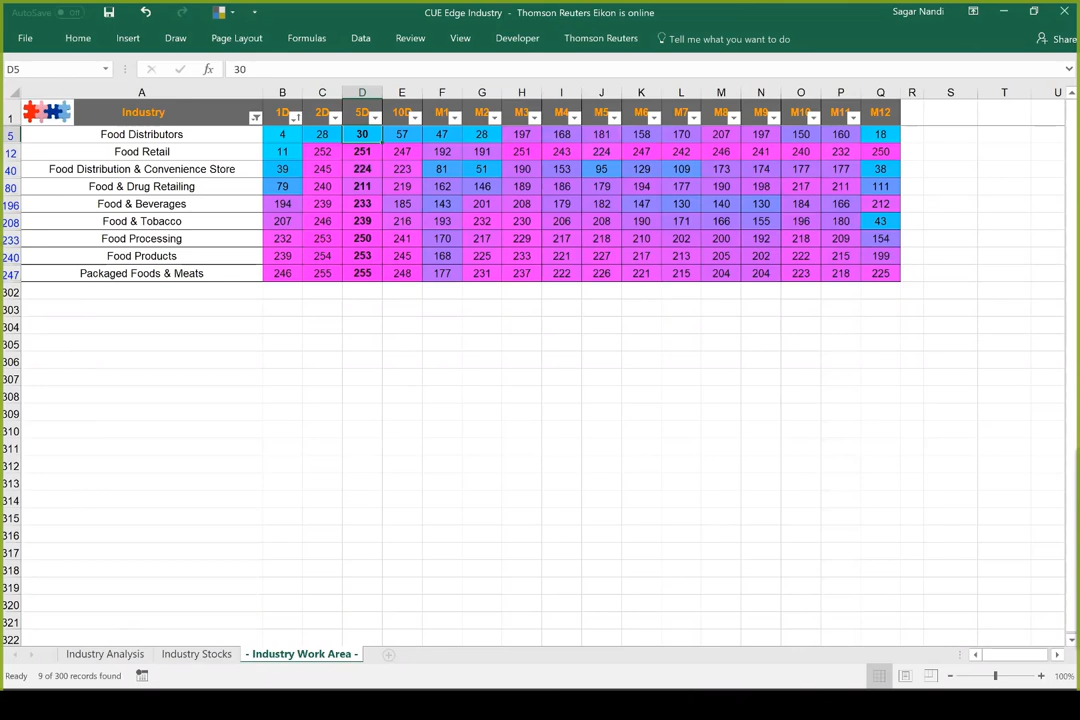 AutoSave Off
CUE Edge Industry - Thomson Reuters Eikon is online
Sagar Nandi
File Home Insert Draw Page Layout Formulas Data Review View Developer Thomson Reuters Tell me what you want to do Share
D5 fx 30
A B C D E F G H I J K L M N O P Q R S T U
1 Industry 1D 2D 5D 10D M1 M2 M3 M4 M5 M6 M7 M8 M9 M10 M11 M12
5 Food Distributors 4 28 30 57 47 28 197 168 181 158 170 207 197 150 160 18
12 Food Retail 11 252 251 247 192 191 251 243 224 247 242 246 241 240 232 250
40 Food Distribution & Convenience Store 39 245 224 223 81 51 190 153 95 129 109 173 174 177 177 38
80 Food & Drug Retailing 79 240 211 219 162 146 189 186 179 194 177 190 198 217 211 111
196 Food & Beverages 194 239 233 185 143 201 208 179 182 147 130 140 130 184 166 212
208 Food & Tobacco 207 246 239 216 193 232 230 206 208 190 171 166 155 196 180 43
233 Food Processing 232 253 250 241 170 217 229 217 218 210 202 200 192 218 209 154
240 Food Products 239 254 253 245 168 225 233 221 227 217 213 205 202 222 215 199
247 Packaged Foods & Meats 246 255 255 248 177 231 237 222 226 221 215 204 204 223 218 225
302
303
304
305
306
307
308
309
310
311
312
313
314
315
316
317
318
319
320
321
322
Industry Analysis Industry Stocks - Industry Work Area -
Ready 9 of 300 records found 100%